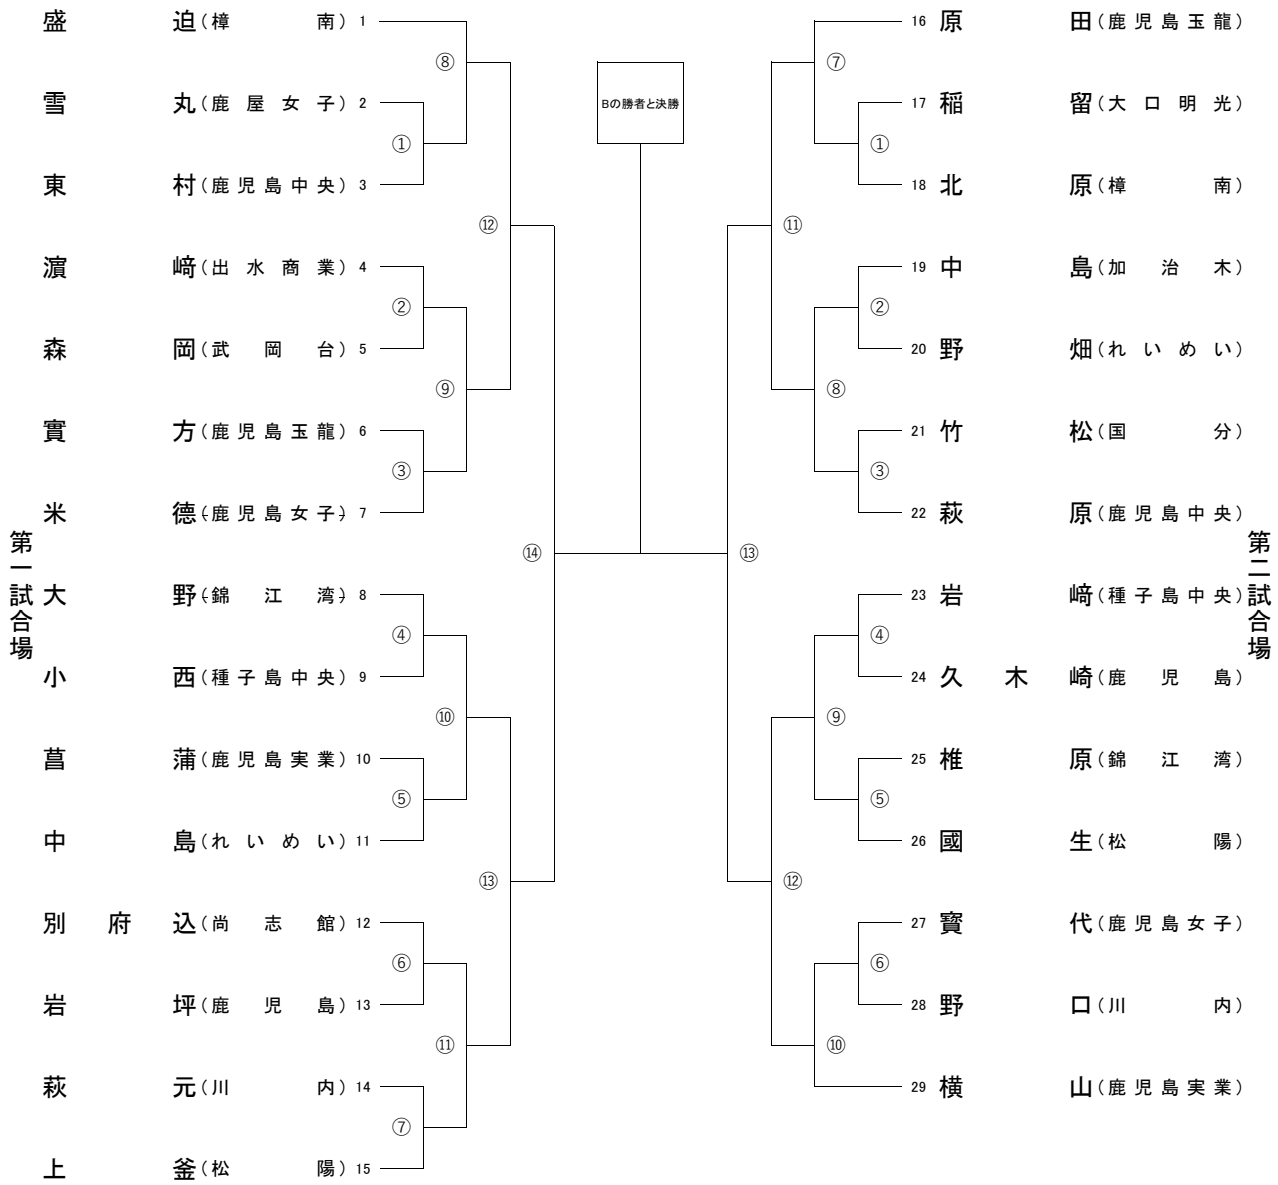 第一試合場
盛迫(樟南) 1
⑧
雪丸(鹿屋女子) 2
①
東村(鹿児島中央) 3
⑫
濵﨑(出水商業) 4
②
森岡(武岡台) 5
⑨
實方(鹿児島玉龍) 6
③
米德(鹿児島女子) 7
⑭
大野(錦江湾) 8
④
小西(種子島中央) 9
⑩
菖蒲(鹿児島実業) 10
⑤
中島(れいめい) 11
⑬
別府込(尚志館) 12
⑥
岩坪(鹿児島) 13
⑪
萩元(川内) 14
⑦
上釜(松陽) 15
Bの勝者と決勝
16 原田(鹿児島玉龍)
⑦
17 稲留(大口明光)
①
18 北原(樟南)
⑪
19 中島(加治木)
②
20 野畑(れいめい)
⑧
21 竹松(国分)
③
22 萩原(鹿児島中央)
⑬
23 岩﨑(種子島中央)
④
24 久木崎(鹿児島)
⑨
25 椎原(錦江湾)
⑤
26 國生(松陽)
⑫
27 寳代(鹿児島女子)
⑥
28 野口(川内)
⑩
29 横山(鹿児島実業)
第二試合場